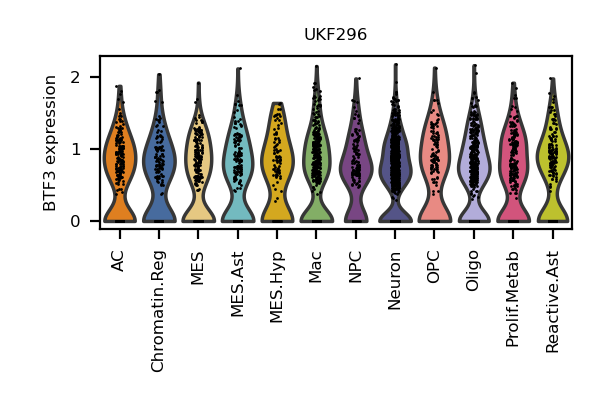 UKF296
BTF3 expression
2
1
0
AC
Chromatin.Reg
MES
MES.Ast
MES.Hyp
Mac
NPC
Neuron
OPC
Oligo
Prolif.Metab
Reactive.Ast